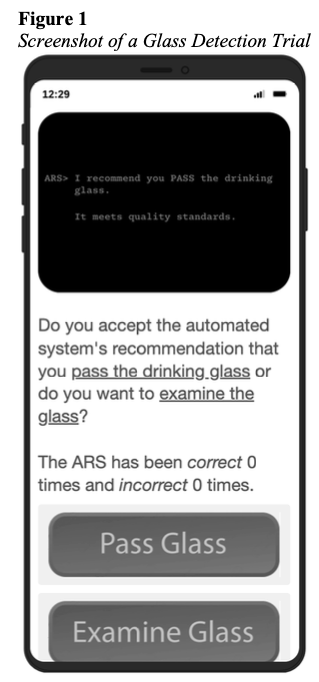 Figure 1
Screenshot of a Glass Detection Trial
12:29
ARS> I recommend you PASS the drinking
glass.
It meets quality standards.
Do you accept the automated
system's recommendation that
you pass the drinking glass or
do you want to examine the
glass?
The ARS has been correct 0
times and incorrect 0 times.
Pass Glass
Examine Glass